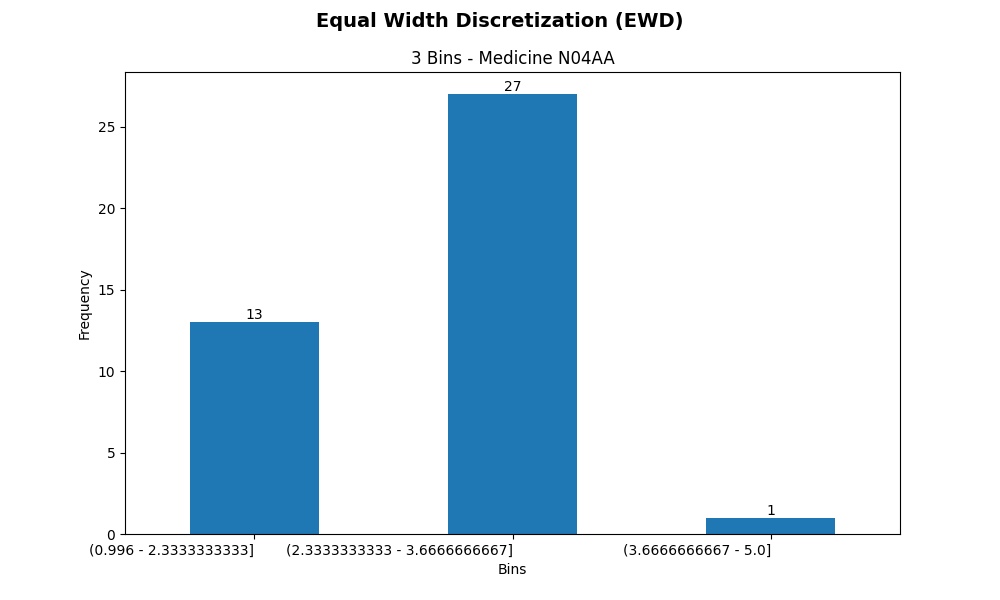 Equal Width Discretization (EWD)
3 Bins - Medicine N04AA
27
25
20
15
13
10
5
1
0
Frequency
(0.996 - 2.3333333333] (2.3333333333 - 3.6666666667] (3.6666666667 - 5.0]
Bins